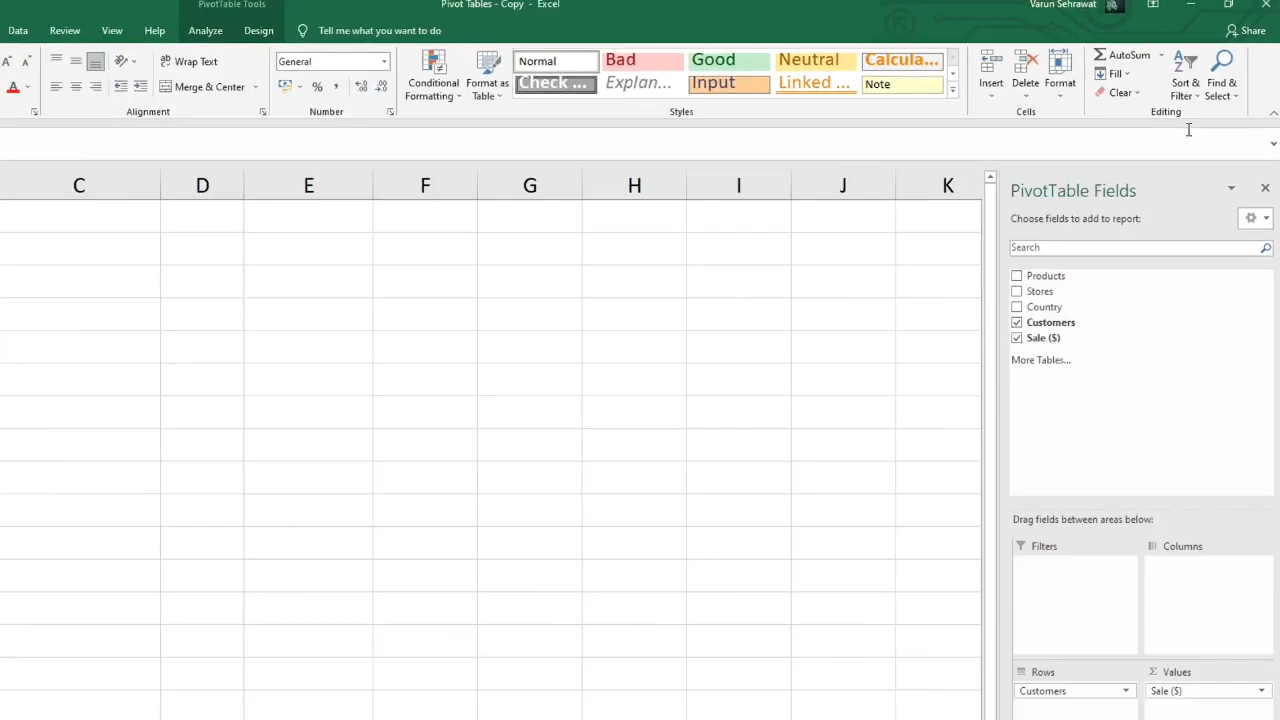 PivotTable Tools
Pivot Tables - Copy - Excel
Varun Sehrawat
Data Review View Help Analyze Design Tell me what you want to do
Share
General
Normal Bad Good Neutral Calcula...
Check ... Explan... Input Linked ... Note
Wrap Text
Merge & Center
Conditional Formatting
Format as Table
Insert Delete Format
AutoSum
Fill
Clear
Sort & Filter
Find & Select
Alignment Number Styles Cells Editing
C D E F G H I J K
PivotTable Fields
Choose fields to add to report:
Search
Products
Stores
Country
Customers
Sale ($)
More Tables...
Drag fields between areas below:
Filters
Columns
Rows
Values
Customers
Sale ($)